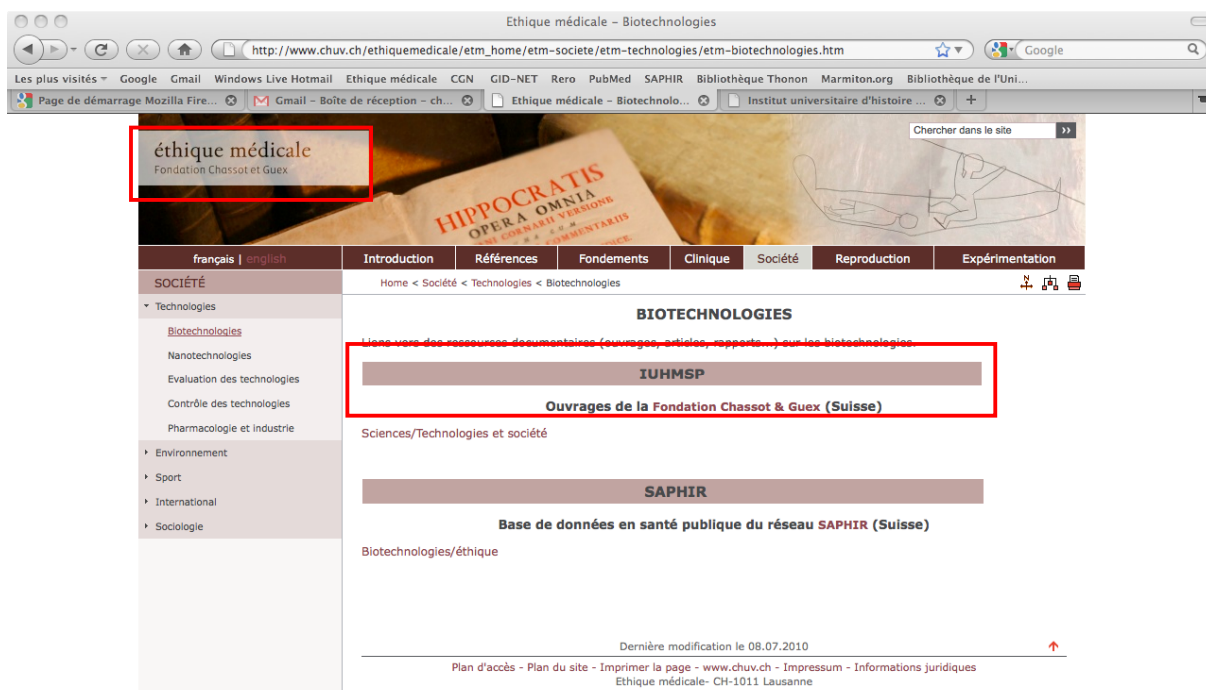 Ethique médicale – Biotechnologies
http://www.chuv.ch/ethiquemedicale/etm_home/etm-societe/etm-technologies/etm-biotechnologies.htm
Google
Les plus visités Google Gmail Windows Live Hotmail Ethique médicale CGN GID-NET Rero PubMed SAPHIR Bibliothèque Thonon Marmiton.org Bibliothèque de l'Uni...
Page de démarrage Mozilla Fire... Gmail – Boîte de réception – ch... Ethique médicale – Biotechnolo... Institut universitaire d'histoire ... +
Chercher dans le site
éthique médicale
Fondation Chassot et Guex
HIPPOCRATIS
OPERA OMNIA
CORNARII VERSIONE
COMMENTARIIS
français | english Introduction Références Fondements Clinique Société Reproduction Expérimentation
SOCIÉTÉ
Home < Société < Technologies < Biotechnologies
N
Technologies
Biotechnologies
Nanotechnologies
Evaluation des technologies
Contrôle des technologies
Pharmacologie et industrie
Environnement
Sport
International
Sociologie
BIOTECHNOLOGIES
Liens vers des ressources documentaires (ouvrages, articles, rapports...) sur les biotechnologies.
IUHMSP
Ouvrages de la Fondation Chassot & Guex (Suisse)
Sciences/Technologies et société
SAPHIR
Base de données en santé publique du réseau SAPHIR (Suisse)
Biotechnologies/éthique
Dernière modification le 08.07.2010
Plan d'accès - Plan du site - Imprimer la page - www.chuv.ch - Impressum - Informations juridiques
Ethique médicale- CH-1011 Lausanne